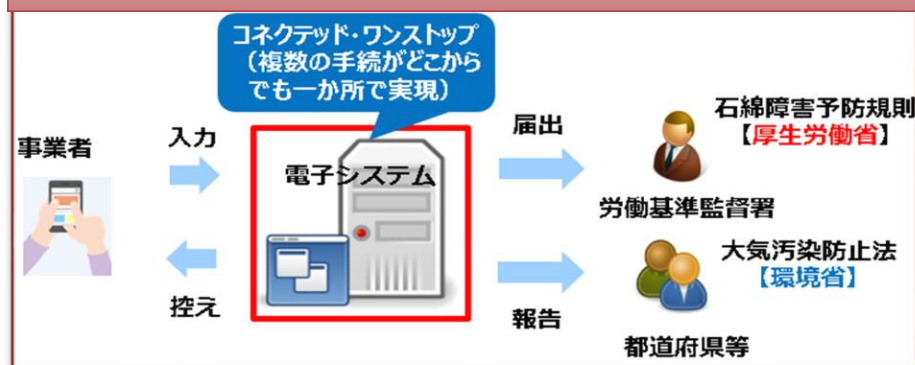 コネクテッド・ワンストップ
（複数の手続がどこから
でも一か所で実現）
事業者
入力
控え
電子システム
届出
報告
石綿障害予防規則
【厚生労働省】
労働基準監督署
大気汚染防止法
【環境省】
都道府県等